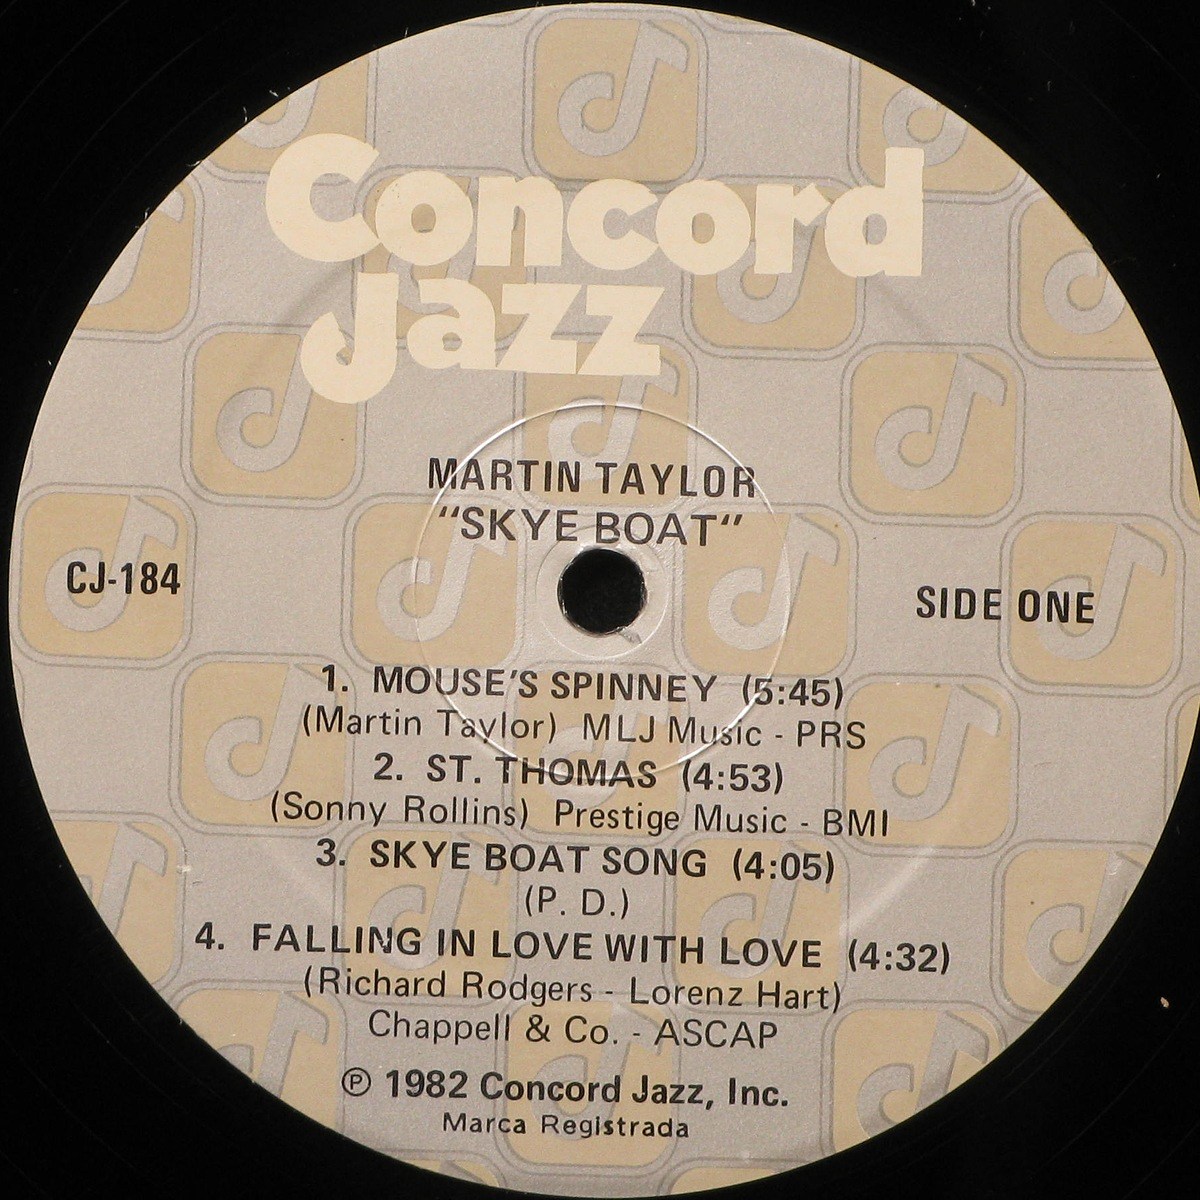 Concord
Jazz
MARTIN TAYLOR
"SKYE BOAT"
CJ-184
SIDE ONE
1. MOUSE'S SPINNEY (5:45)
(Martin Taylor) MLJ Music - PRS
2. ST. THOMAS (4:53)
(Sonny Rollins) Prestige Music - BMI
3. SKYE BOAT SONG (4:05)
(P. D.)
4. FALLING IN LOVE WITH LOVE (4:32)
(Richard Rodgers - Lorenz Hart)
Chappell & Co. - ASCAP
℗ 1982 Concord Jazz, Inc.
Marca Registrada